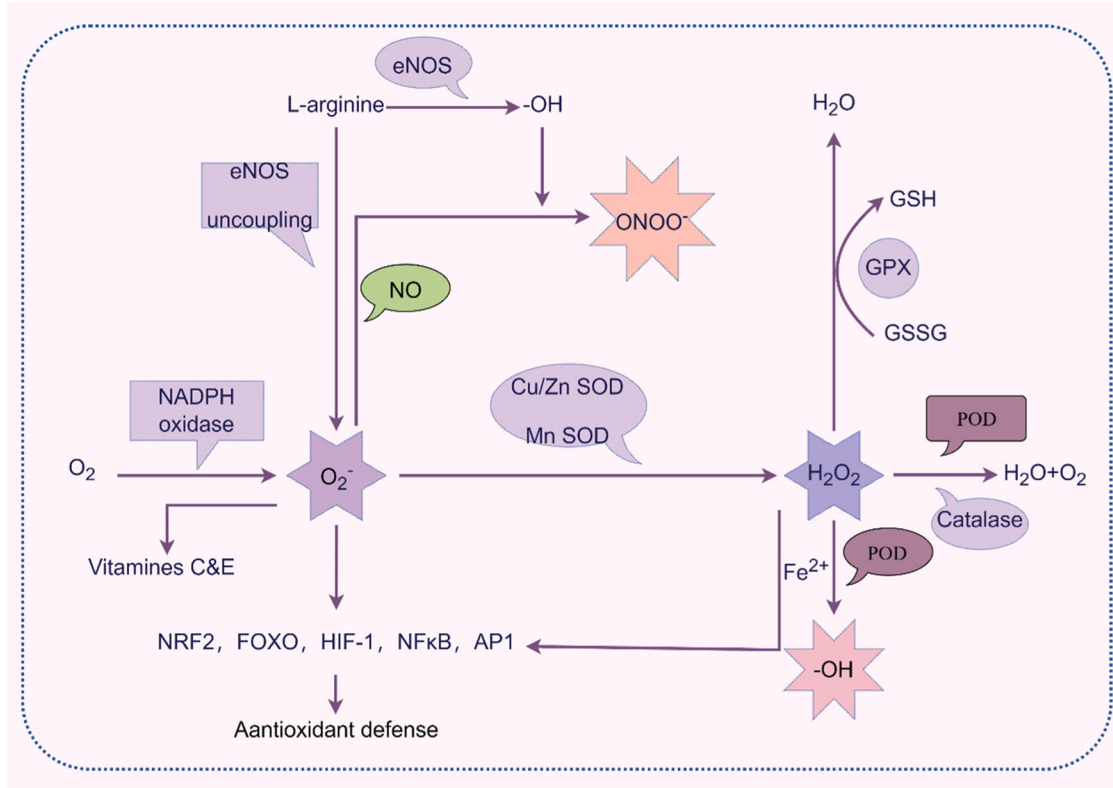 eNOS
L-arginine
-OH
H₂O
eNOS
uncoupling
ONOO⁻
GSH
GPX
GSSG
NO
NADPH
oxidase
Cu/Zn SOD
Mn SOD
POD
O₂
O₂⁻
H₂O₂
H₂O+O₂
Catalase
Vitamines C&E
Fe²⁺
POD
NRF2, FOXO, HIF-1, NFκB, AP1
-OH
Aantioxidant defense